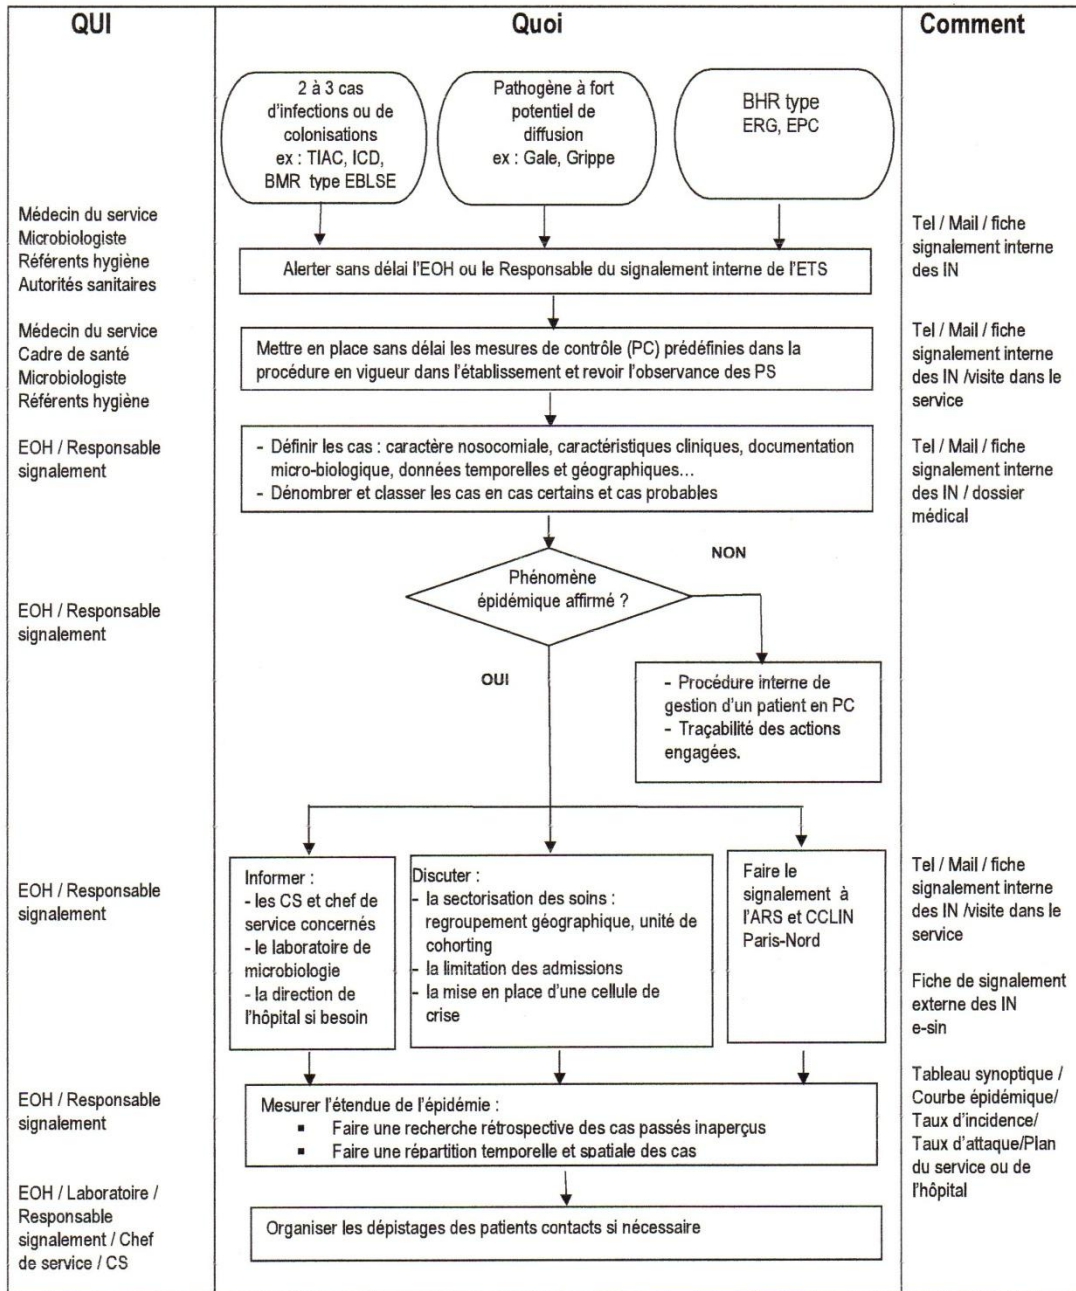 QUI
Quoi
Comment
2 à 3 cas
d'infections ou de
colonisations
ex : TIAC, ICD,
BMR type EBLSE
Pathogène à fort
potentiel de
diffusion
ex : Gale, Grippe
BHR type
ERG, EPC
Médecin du service
Microbiologiste
Référents hygiène
Autorités sanitaires
Alerter sans délai l'EOH ou le Responsable du signalement interne de l'ETS
Tel / Mail / fiche
signalement interne
des IN
Médecin du service
Cadre de santé
Microbiologiste
Référents hygiène
Mettre en place sans délai les mesures de contrôle (PC) prédéfinies dans la
procédure en vigueur dans l'établissement et revoir l'observance des PS
Tel / Mail / fiche
signalement interne
des IN /visite dans le
service
EOH / Responsable
signalement
- Définir les cas : caractère nosocomiale, caractéristiques cliniques, documentation
micro-biologique, données temporelles et géographiques...
- Dénombrer et classer les cas en cas certains et cas probables
Tel / Mail / fiche
signalement interne
des IN / dossier
médical
EOH / Responsable
signalement
Phénomène
épidémique affirmé ?
NON
OUI
- Procédure interne de
gestion d'un patient en PC
- Traçabilité des actions
engagées.
EOH / Responsable
signalement
Informer :
- les CS et chef de
service concernés
- le laboratoire de
microbiologie
- la direction de
l'hôpital si besoin
Discuter :
- la sectorisation des soins :
regroupement géographique, unité de
cohorting
- la limitation des admissions
- la mise en place d'une cellule de
crise
Faire le
signalement à
l'ARS et CCLIN
Paris-Nord
Tel / Mail / fiche
signalement interne
des IN /visite dans le
service
Fiche de signalement
externe des IN
e-sin
EOH / Responsable
signalement
Mesurer l'étendue de l'épidémie :
▪ Faire une recherche rétrospective des cas passés inaperçus
▪ Faire une répartition temporelle et spatiale des cas
Tableau synoptique /
Courbe épidémique/
Taux d'incidence/
Taux d'attaque/Plan
du service ou de
l'hôpital
EOH / Laboratoire /
Responsable
signalement / Chef
de service / CS
Organiser les dépistages des patients contacts si nécessaire